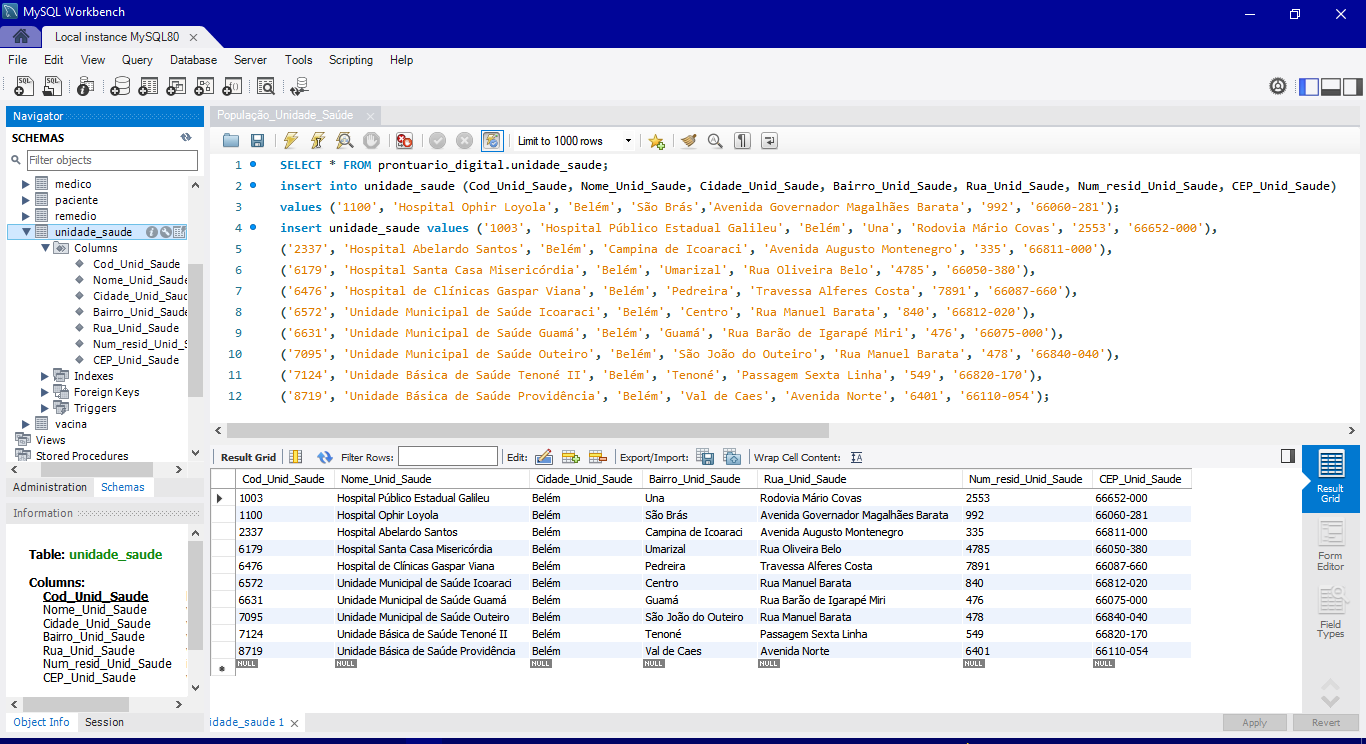 MySQL Workbench
Local instance MySQL80
File Edit View Query Database Server Tools Scripting Help
Navigator
SCHEMAS
Filter objects
medico
paciente
remedio
unidade_saude
Columns
Cod_Unid_Saude
Nome_Unid_Saude
Cidade_Unid_Saud
Bairro_Unid_Saude
Rua_Unid_Saude
Num_resid_Unid_S
CEP_Unid_Saude
Indexes
Foreign Keys
Triggers
vacina
Views
Stored Procedures
Administration Schemas
Information
Table: unidade_saude
Columns:
Cod_Unid_Saude
Nome_Unid_Saude
Cidade_Unid_Saude
Bairro_Unid_Saude
Rua_Unid_Saude
Num_resid_Unid_Saude
CEP_Unid_Saude
Object Info Session
População_Unidade_Saúde
Limit to 1000 rows
1 SELECT * FROM prontuario_digital.unidade_saude;
2 insert into unidade_saude (Cod_Unid_Saude, Nome_Unid_Saude, Cidade_Unid_Saude, Bairro_Unid_Saude, Rua_Unid_Saude, Num_resid_Unid_Saude, CEP_Unid_Saude)
3 values ('1100', 'Hospital Ophir Loyola', 'Belém', 'São Brás','Avenida Governador Magalhães Barata', '992', '66060-281');
4 insert unidade_saude values ('1003', 'Hospital Público Estadual Galileu', 'Belém', 'Una', 'Rodovia Mário Covas', '2553', '66652-000'),
5 ('2337', 'Hospital Abelardo Santos', 'Belém', 'Campina de Icoaraci', 'Avenida Augusto Montenegro', '335', '66811-000'),
6 ('6179', 'Hospital Santa Casa Misericórdia', 'Belém', 'Umarizal', 'Rua Oliveira Belo', '4785', '66050-380'),
7 ('6476', 'Hospital de Clínicas Gaspar Viana', 'Belém', 'Pedreira', 'Travessa Alferes Costa', '7891', '66087-660'),
8 ('6572', 'Unidade Municipal de Saúde Icoaraci', 'Belém', 'Centro', 'Rua Manuel Barata', '840', '66812-020'),
9 ('6631', 'Unidade Municipal de Saúde Guamá', 'Belém', 'Guamá', 'Rua Barão de Igarapé Miri', '476', '66075-000'),
10 ('7095', 'Unidade Municipal de Saúde Outeiro', 'Belém', 'São João do Outeiro', 'Rua Manuel Barata', '478', '66840-040'),
11 ('7124', 'Unidade Básica de Saúde Tenoné II', 'Belém', 'Tenoné', 'Passagem Sexta Linha', '549', '66820-170'),
12 ('8719', 'Unidade Básica de Saúde Providência', 'Belém', 'Val de Caes', 'Avenida Norte', '6401', '66110-054');
Result Grid Filter Rows: Edit: Export/Import: Wrap Cell Content:
Cod_Unid_Saude Nome_Unid_Saude Cidade_Unid_Saude Bairro_Unid_Saude Rua_Unid_Saude Num_resid_Unid_Saude CEP_Unid_Saude
1003 Hospital Público Estadual Galileu Belém Una Rodovia Mário Covas 2553 66652-000
1100 Hospital Ophir Loyola Belém São Brás Avenida Governador Magalhães Barata 992 66060-281
2337 Hospital Abelardo Santos Belém Campina de Icoaraci Avenida Augusto Montenegro 335 66811-000
6179 Hospital Santa Casa Misericórdia Belém Umarizal Rua Oliveira Belo 4785 66050-380
6476 Hospital de Clínicas Gaspar Viana Belém Pedreira Travessa Alferes Costa 7891 66087-660
6572 Unidade Municipal de Saúde Icoaraci Belém Centro Rua Manuel Barata 840 66812-020
6631 Unidade Municipal de Saúde Guamá Belém Guamá Rua Barão de Igarapé Miri 476 66075-000
7095 Unidade Municipal de Saúde Outeiro Belém São João do Outeiro Rua Manuel Barata 478 66840-040
7124 Unidade Básica de Saúde Tenoné II Belém Tenoné Passagem Sexta Linha 549 66820-170
8719 Unidade Básica de Saúde Providência Belém Val de Caes Avenida Norte 6401 66110-054
NULL NULL NULL NULL NULL NULL NULL
Result
Grid
Form
Editor
Field
Types
idade_saude 1
Apply Revert